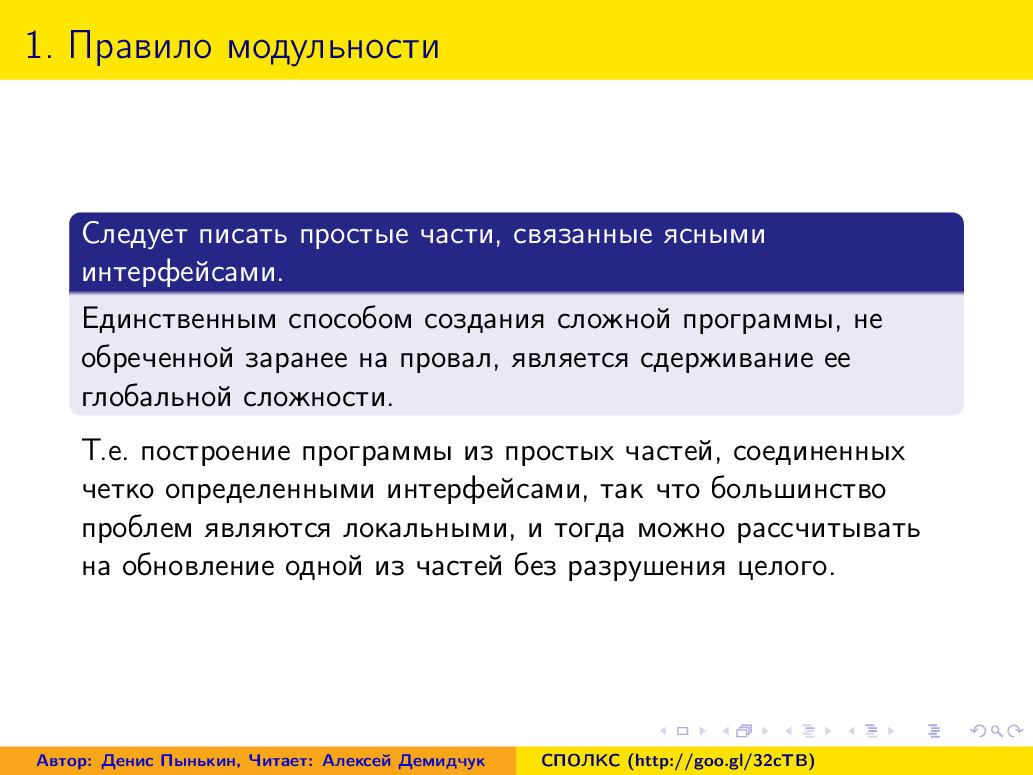 1. Правило модульности
Следует писать простые части, связанные ясными
интерфейсами.
Единственным способом создания сложной программы, не
обреченной заранее на провал, является сдерживание ее
глобальной сложности.
Т.е. построение программы из простых частей, соединенных
четко определенными интерфейсами, так что большинство
проблем являются локальными, и тогда можно рассчитывать
на обновление одной из частей без разрушения целого.
Автор: Денис Пынькин, Читает: Алексей Демидчук
СПОЛКС (http://goo.gl/32cTB)